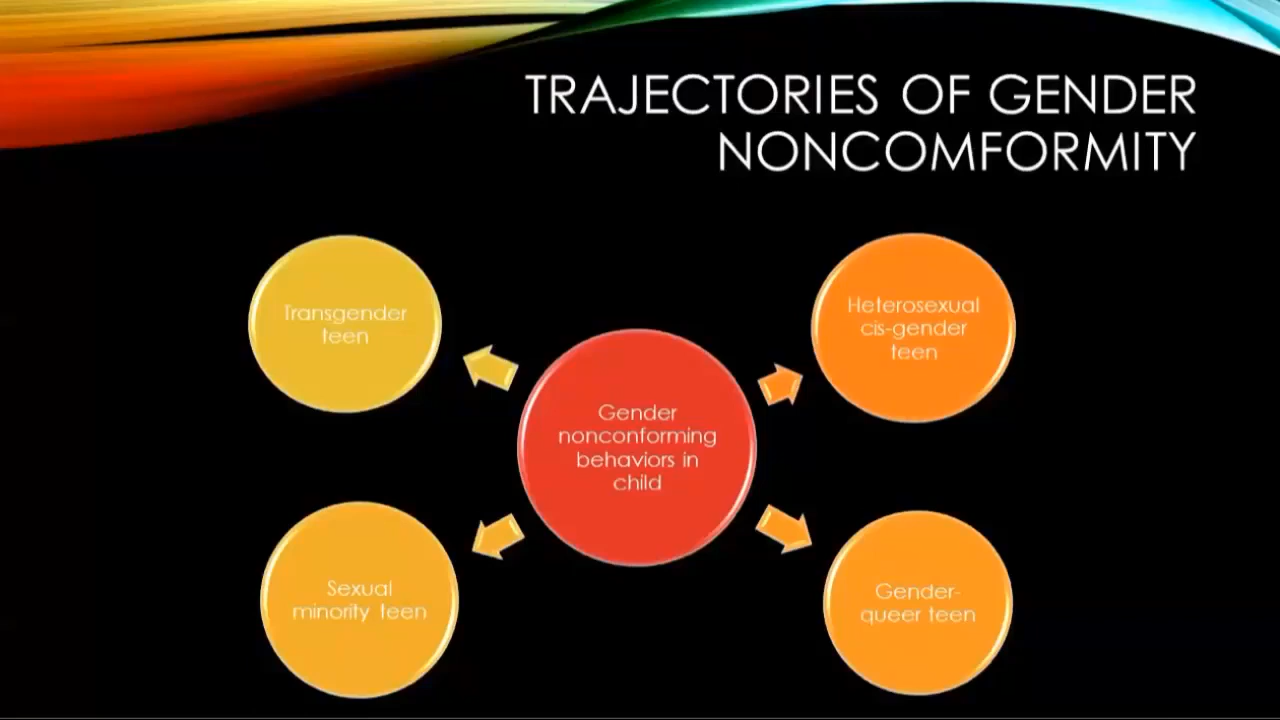 TRAJECTORIES OF GENDER
NONCOMFORMITY
Transgender
teen
Heterosexual
cis-gender
teen
Gender
nonconforming
behaviors in
child
Sexual
minority teen
Gender-
queer teen